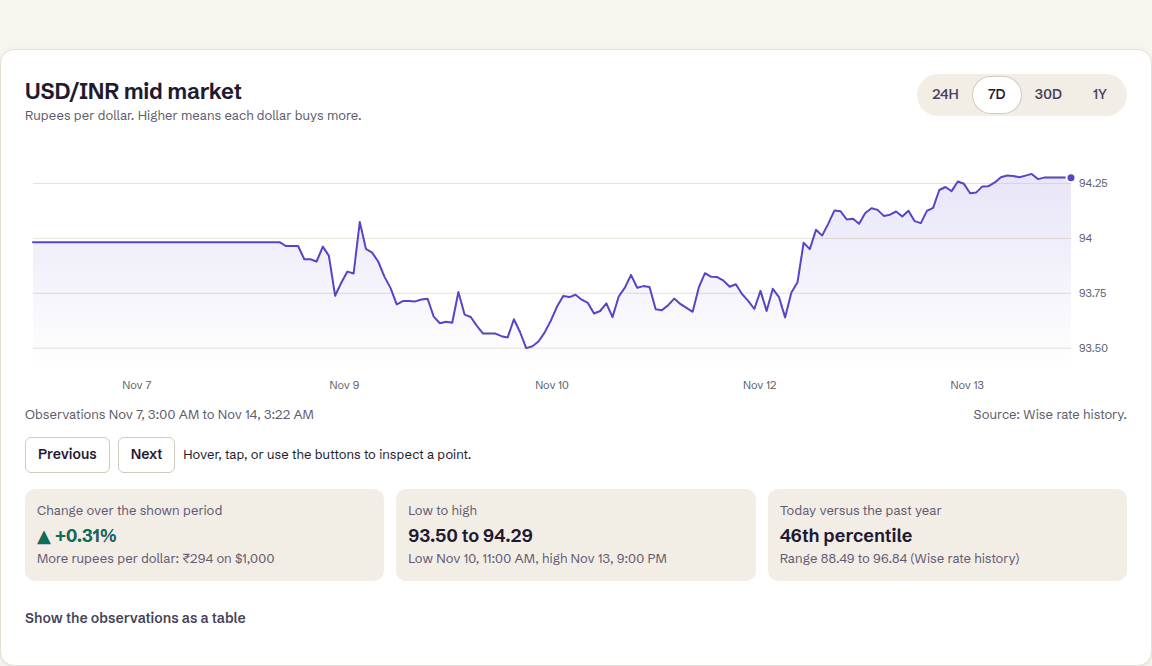 USD/INR mid market
Rupees per dollar. Higher means each dollar buys more.
24H 7D 30D 1Y
94.25
94
93.75
93.50
Nov 7 Nov 9 Nov 10 Nov 12 Nov 13
Observations Nov 7, 3:00 AM to Nov 14, 3:22 AM
Source: Wise rate history.
Previous Next Hover, tap, or use the buttons to inspect a point.
Change over the shown period
▲ +0.31%
More rupees per dollar: ₹294 on $1,000
Low to high
93.50 to 94.29
Low Nov 10, 11:00 AM, high Nov 13, 9:00 PM
Today versus the past year
46th percentile
Range 88.49 to 96.84 (Wise rate history)
Show the observations as a table